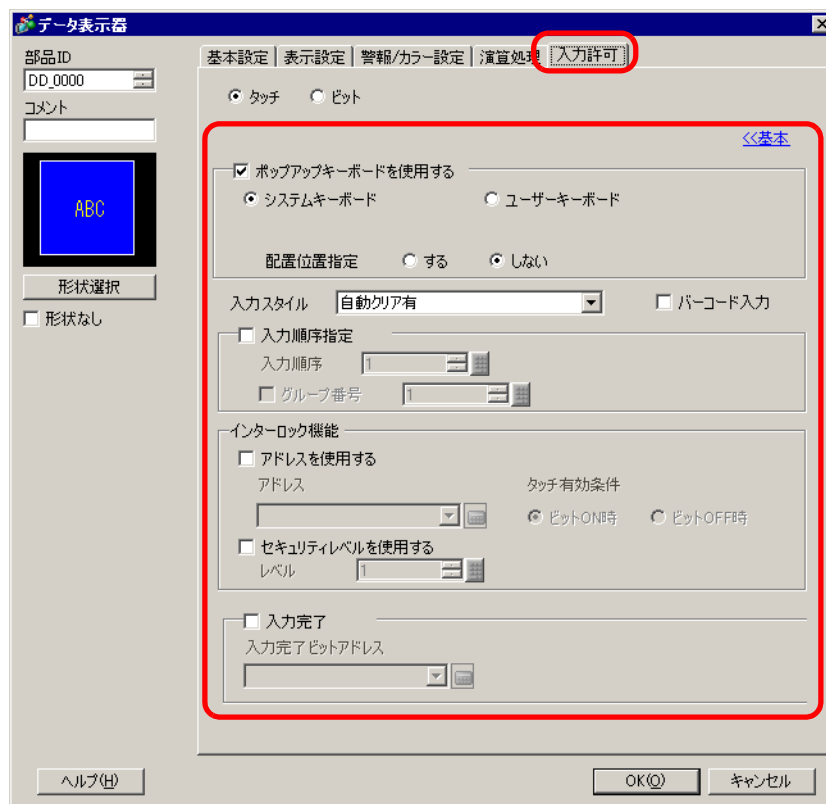 データ表示器
部品ID
DD_0000
コメント
ABC
形状選択
形状なし
基本設定 表示設定 警報/カラー設定 演算処理 入力許可
タッチ ビット
<<基本
ポップアップキーボードを使用する
システムキーボード ユーザーキーボード
配置位置指定 する しない
入力スタイル 自動クリア有 バーコード入力
入力順序指定
入力順序 1
グループ番号 1
インターロック機能
アドレスを使用する
アドレス タッチ有効条件
ビットON時 ビットOFF時
セキュリティレベルを使用する
レベル 1
入力完了
入力完了ビットアドレス
ヘルプ(H) OK(O) キャンセル